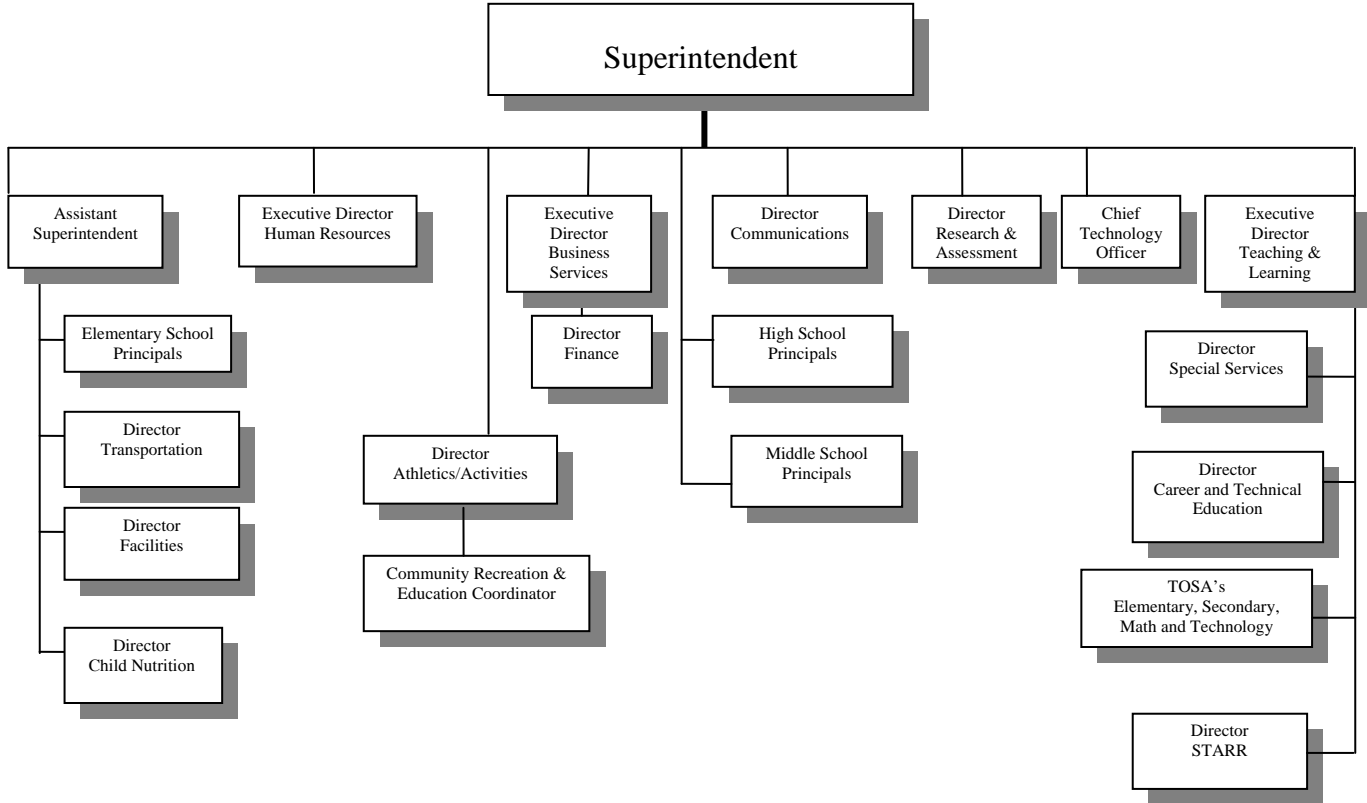 Superintendent
Assistant
Superintendent
Executive Director
Human Resources
Executive
Director
Business
Services
Director
Communications
Director
Research &
Assessment
Chief
Technology
Officer
Executive
Director
Teaching &
Learning
Elementary School
Principals
Director
Finance
High School
Principals
Director
Special Services
Director
Transportation
Director
Athletics/Activities
Middle School
Principals
Director
Career and Technical
Education
Director
Facilities
Community Recreation &
Education Coordinator
TOSA’s
Elementary, Secondary,
Math and Technology
Director
Child Nutrition
Director
STARR